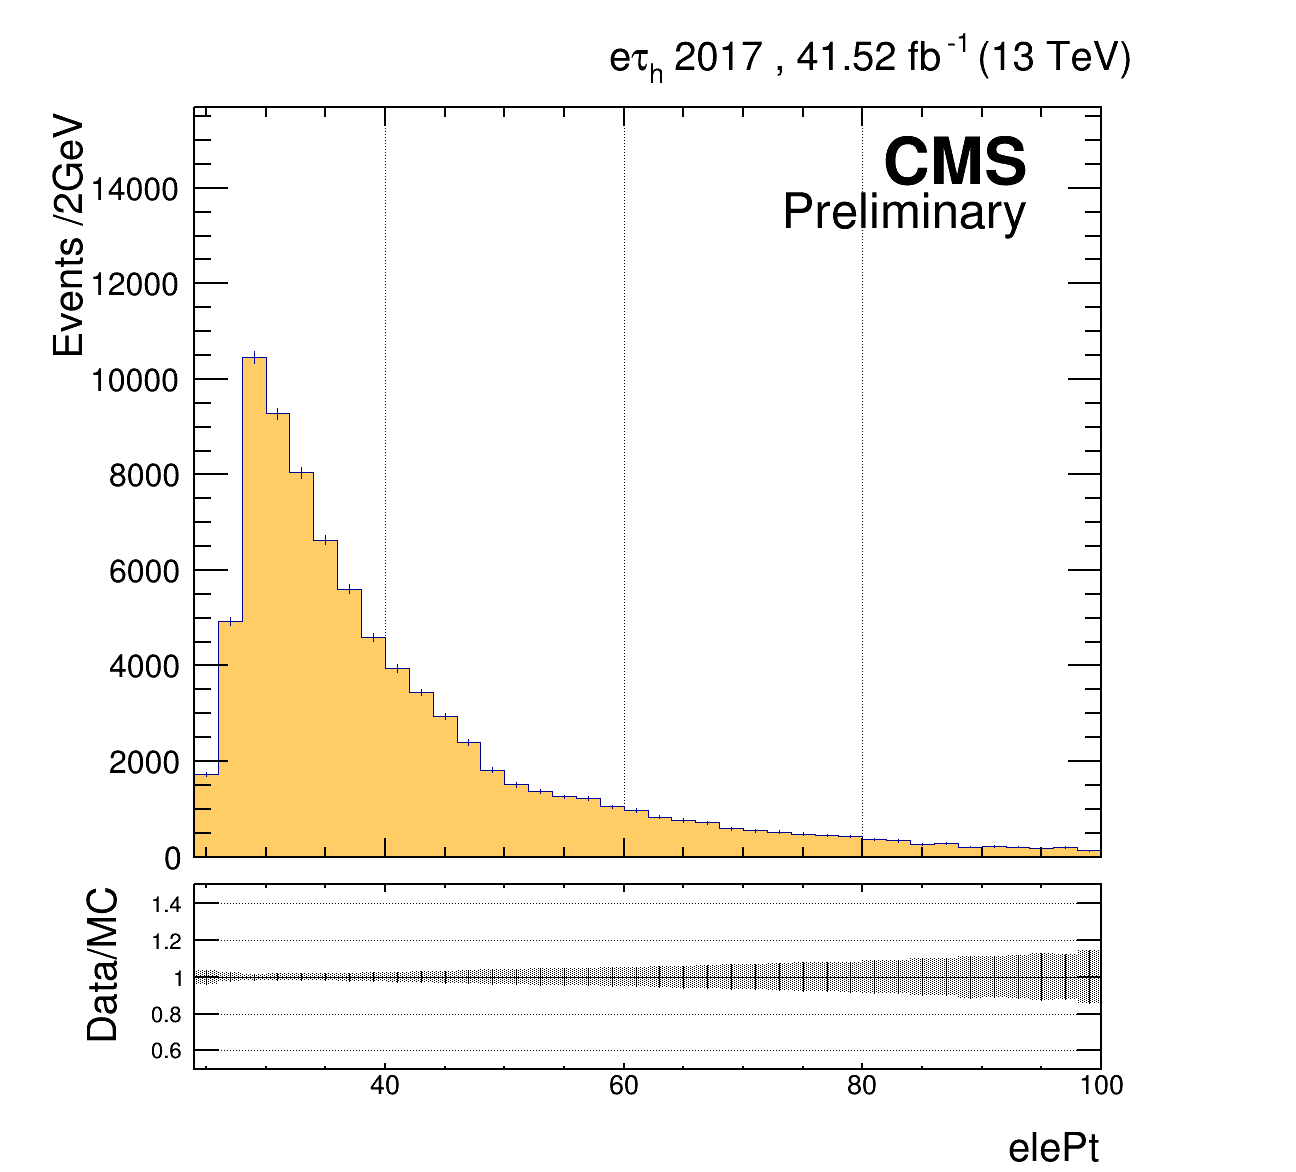 eτh 2017 , 41.52 fb-1 (13 TeV)
Events /2GeV
CMS
Preliminary
14000
12000
10000
8000
6000
4000
2000
0
Data/MC
1.4
1.2
1
0.8
0.6
40 60 80 100
elePt